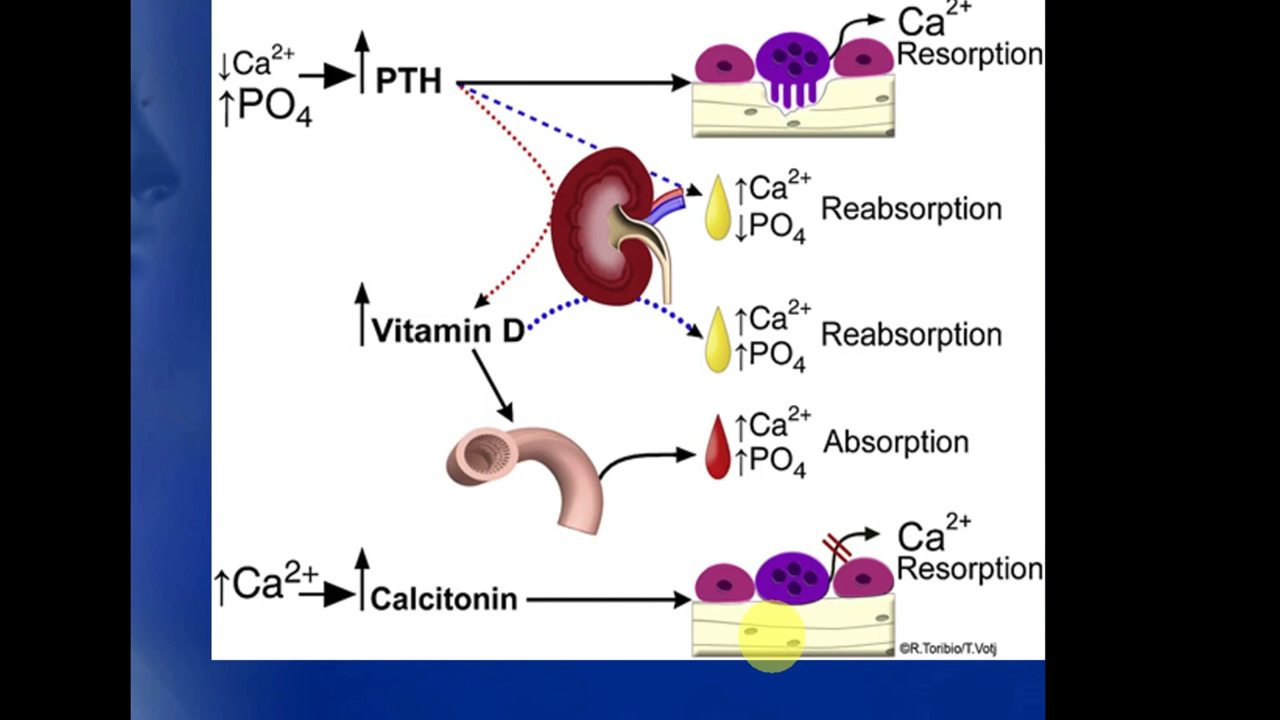 ↓Ca2+
↑PO4
↑ PTH
Ca2+
Resorption
↑Ca2+
↓PO4
Reabsorption
↑ Vitamin D
↑Ca2+
↑PO4
Reabsorption
↑Ca2+
↑PO4
Absorption
↑Ca2+
↑ Calcitonin
Ca2+
Resorption
©R.Toribio/T.Votj